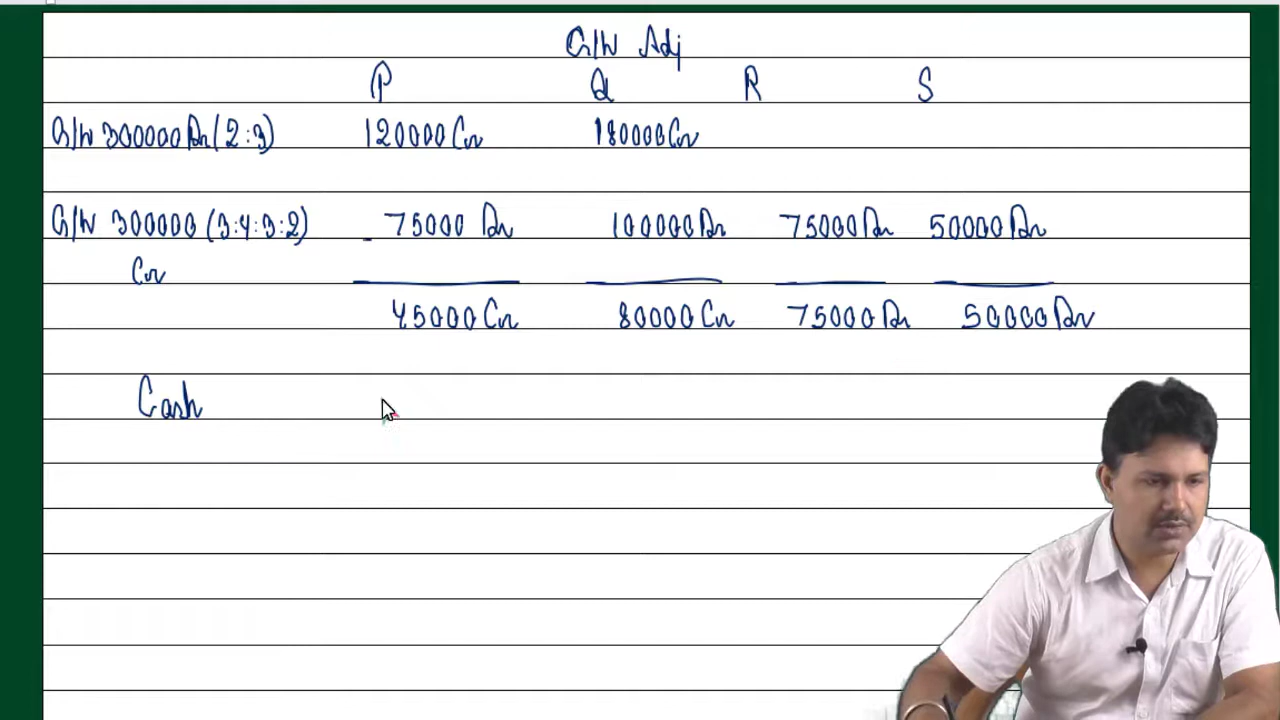 G/W Adj
P Q R S
G/W 300000 Dr (2:3) 120000 Cr 180000 Cr
G/W 300000 (3:4:3:2) 75000 Dr 100000 Dr 75000 Dr 50000 Dr
Cr
45000 Cr 80000 Cr 75000 Dr 50000 Dr
Cash